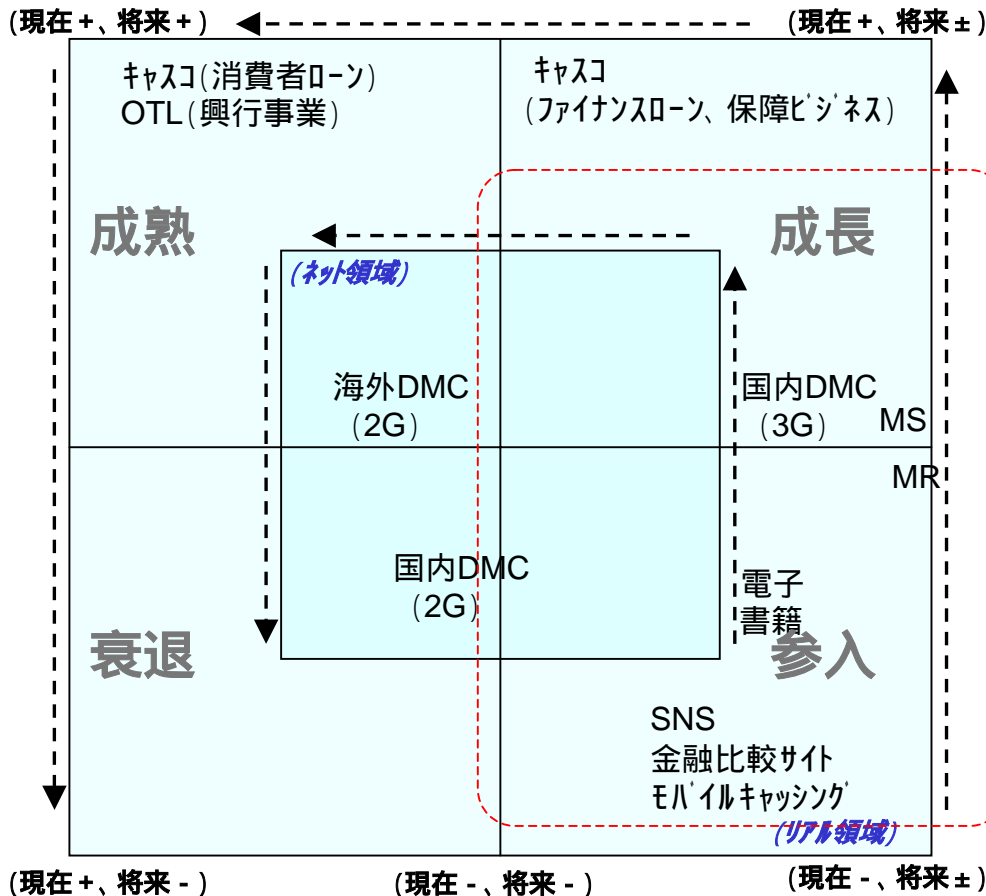 (現在+、将来+)
(現在+、将来±)
キャスコ(消費者ローン)
OTL(興行事業)
キャスコ
(ファイナンスローン、保障ビジネス)
成熟
成長
(ネット領域)
海外DMC
(2G)
国内DMC
(3G)
MS
MR
国内DMC
(2G)
電子
書籍
衰退
参入
SNS
金融比較サイト
モバイルキャッシング
(リアル領域)
(現在+、将来-)
(現在-、将来-)
(現在-、将来±)